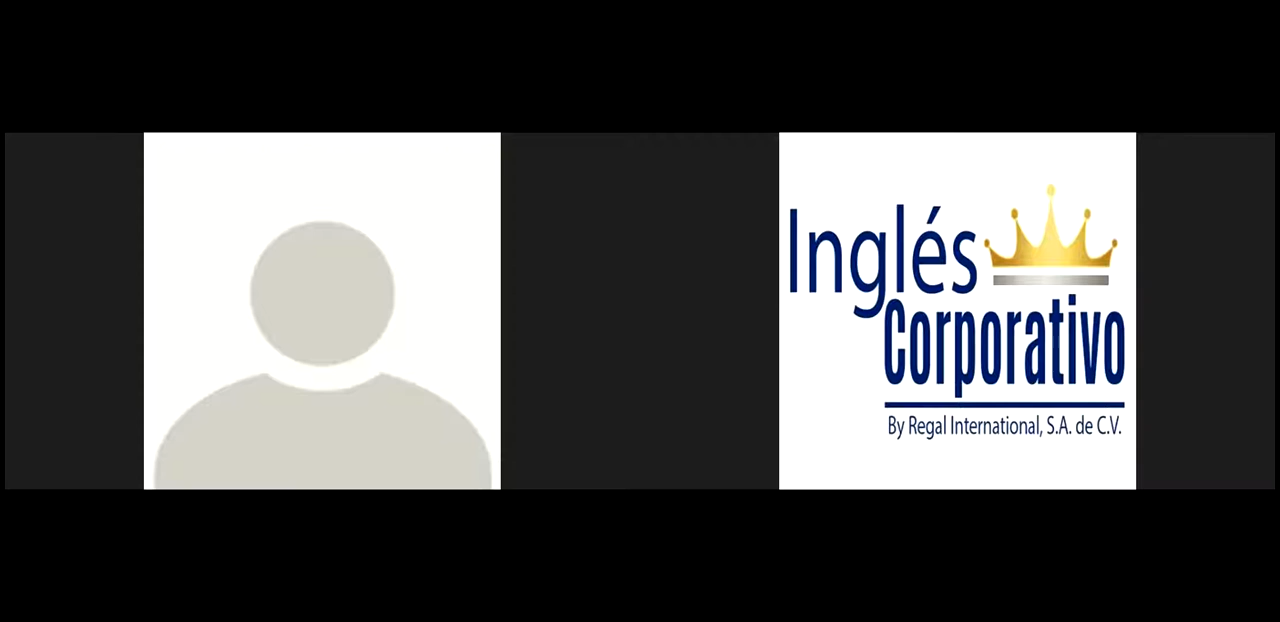 Inglés
Corporativo
By Regal International, S.A. de C.V.